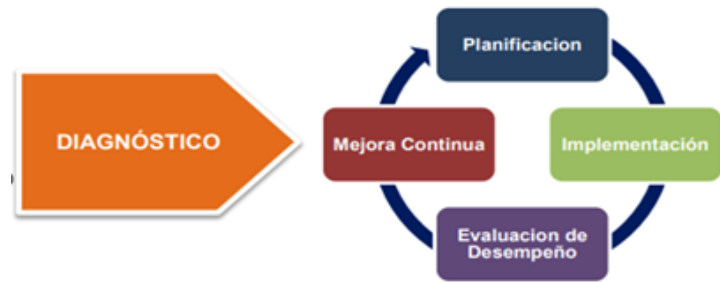 DIAGNÓSTICO
Planificacion
Mejora Continua
Implementación
Evaluacion de
Desempeño